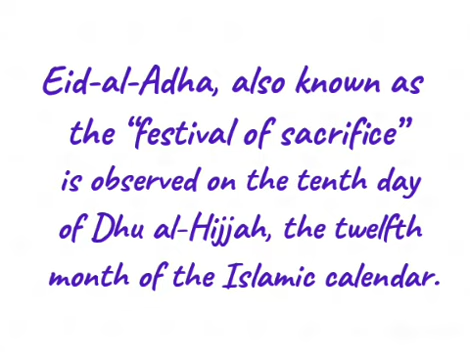 Eid-al-Adha, also known as
the “festival of sacrifice”
is observed on the tenth day
of Dhu al-Hijjah, the twelfth
month of the Islamic calendar.